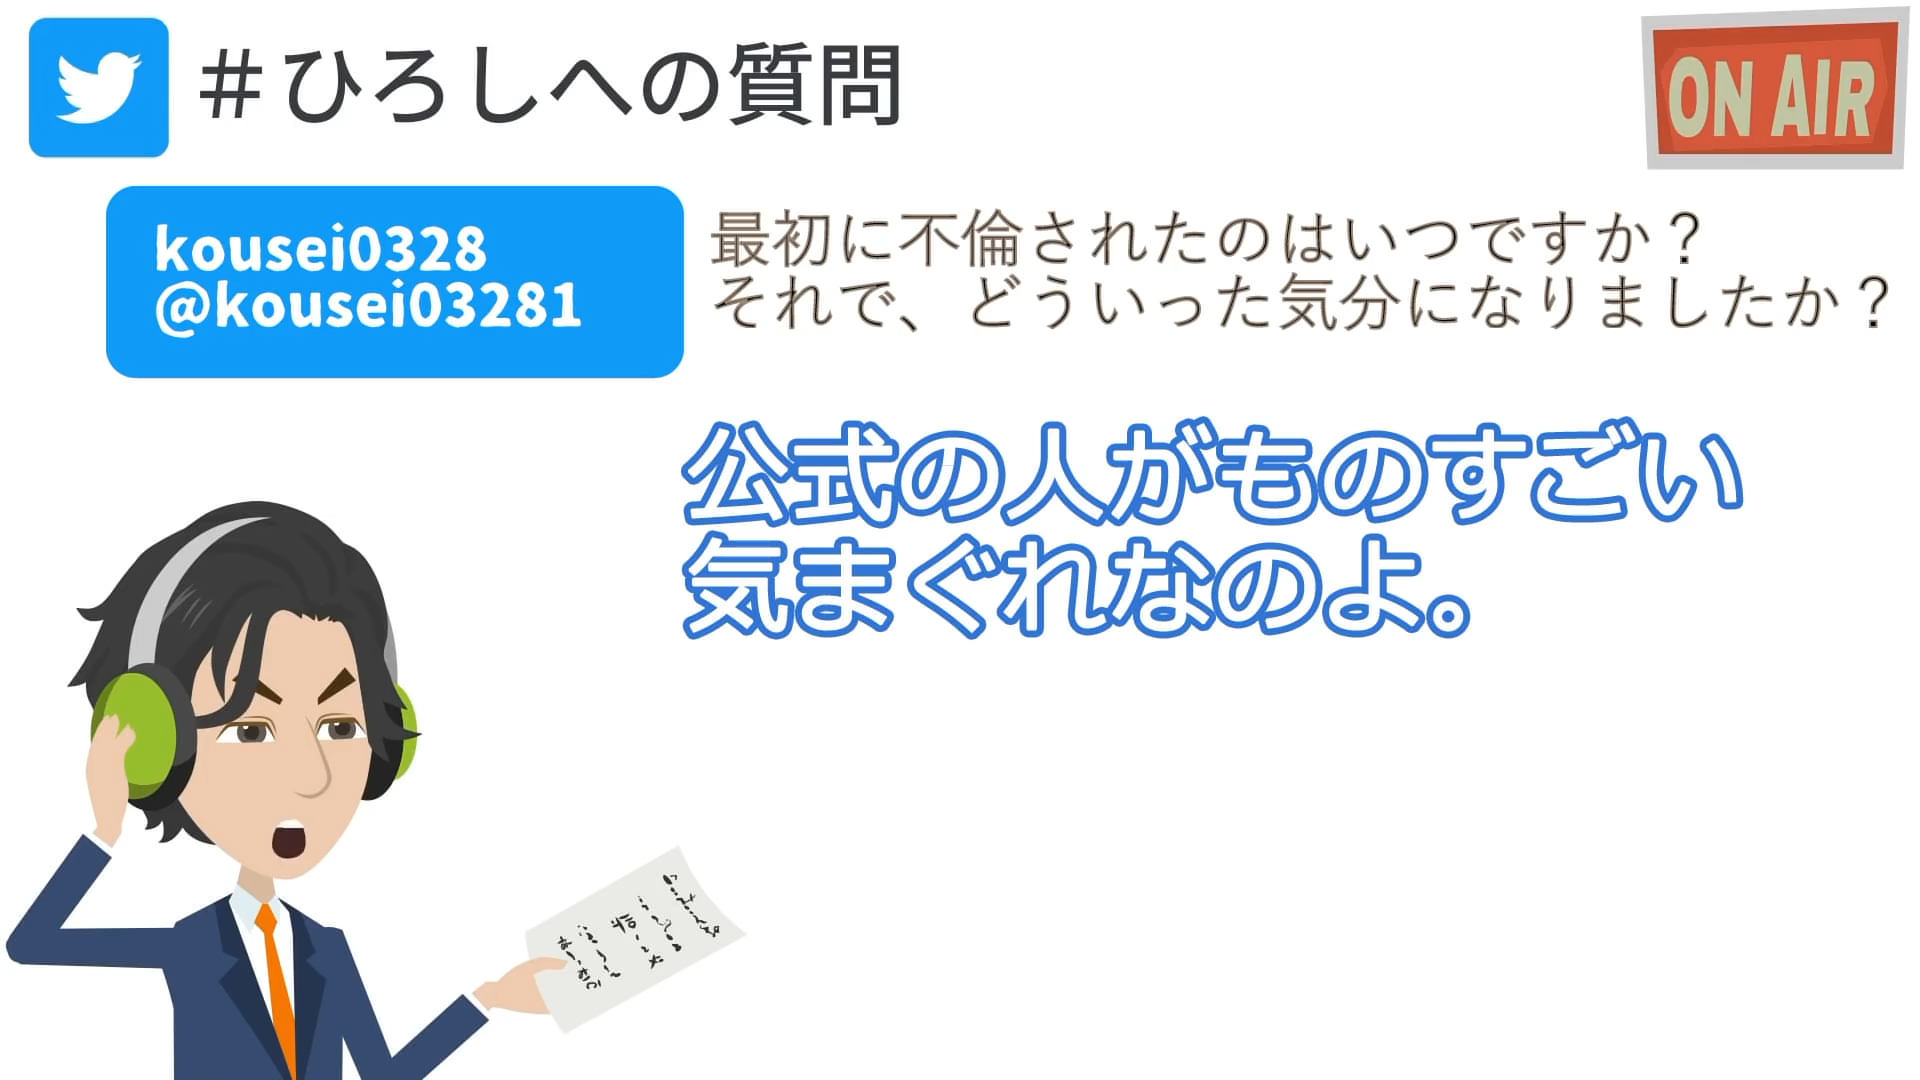 ＃ひろしへの質問
ON AIR
kousei0328
@kousei03281
最初に不倫されたのはいつですか？
それで、どういった気分になりましたか？
公式の人がものすごい
気まぐれなのよ。